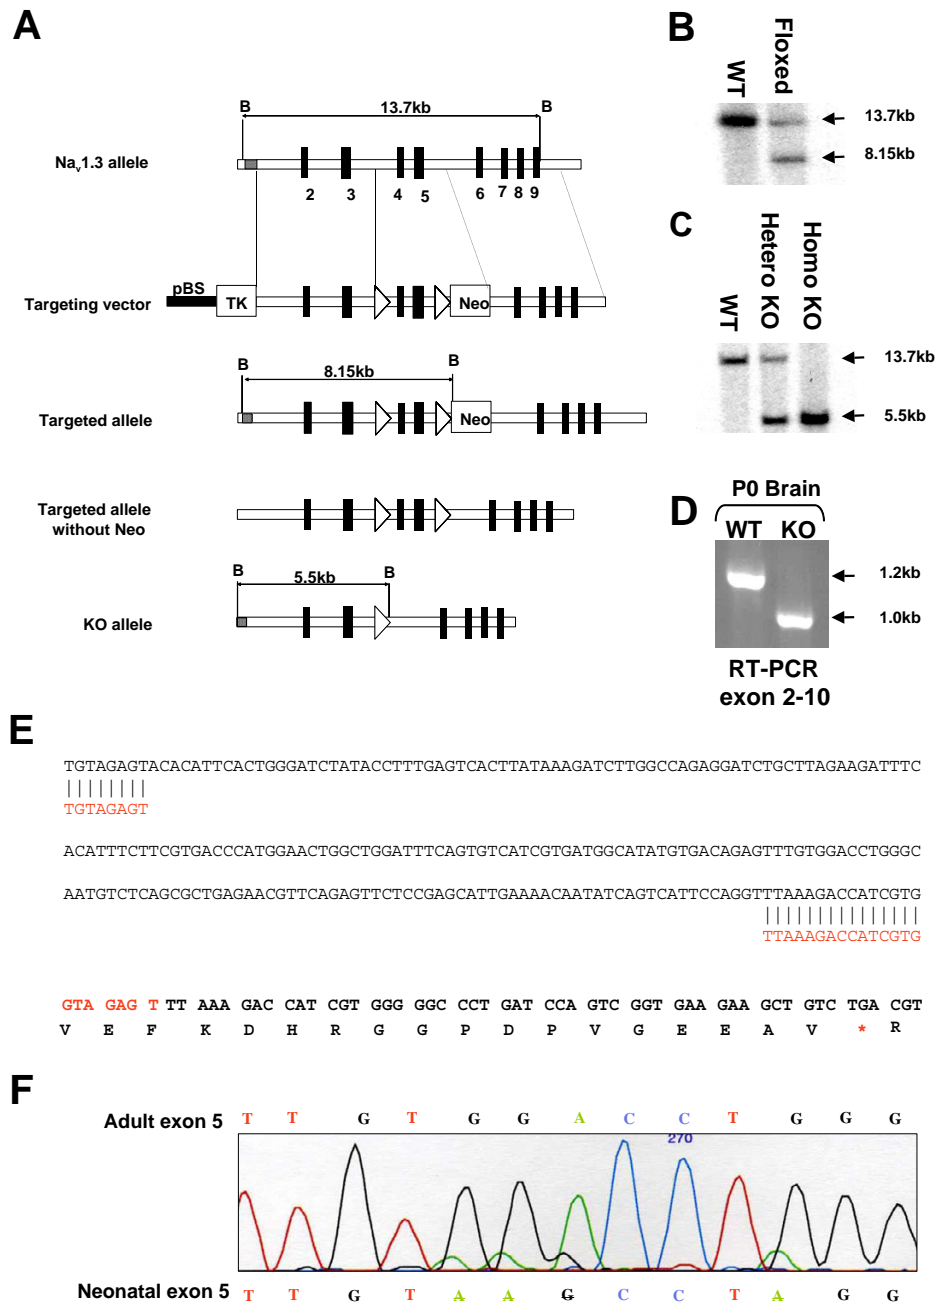 A
B
13.7kb
B
Nav1.3 allele
2 3 4 5 6 7 8 9
pBS
TK
Neo
Targeting vector
B
8.15kb
B
Neo
Targeted allele
Targeted allele
without Neo
B
5.5kb
B
KO allele
B
WT
Floxed
13.7kb
8.15kb
C
WT
Hetero KO
Homo KO
13.7kb
5.5kb
D
P0 Brain
WT KO
1.2kb
1.0kb
RT-PCR
exon 2-10
E
TGTAGAGTACACATTCACTGGGATCTATACCTTTGAGTCACTTATAAAGATCTTGGCCAGAGGATCTGCTTAGAAGATTTC
TGTAGAGT
ACATTTCTTCGTGACCCATGGAACTGGCTGGATTTCAGTGTCATCGTGATGGCATATGTGACAGAGTTTGTGGACCTGGGC
AATGTCTCAGCGCTGAGAACGTTCAGAGTTCTCCGAGCATTGAAAACAATATCAGTCATTCCAGGTTTAAAGACCATCGTG
TTAAAGACCATCGTG
GTA GAG T TT AAA GAC CAT CGT GGG GGC CCT GAT CCA GTC GGT GAA GAA GCT GTC TGA CGT
V E F K D H R G G P D P V G E E A V * R
F
Adult exon 5
T T G T G G A C C T G G G
270
Neonatal exon 5
T T G T A A G C C T A G G